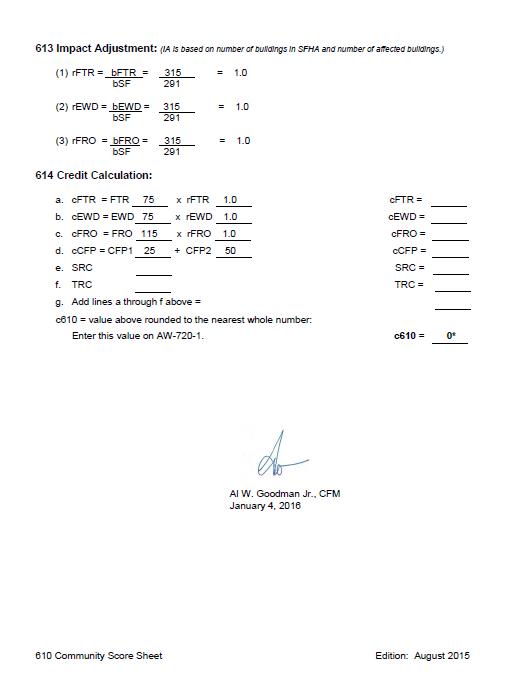 613 Impact Adjustment: (IA is based on number of buildings in SFHA and number of affected buildings.)
(1) rFTR = bFTR = 315 = 1.0
bSF 291
(2) rEWD = bEWD = 315 = 1.0
bSF 291
(3) rFRO = bFRO = 315 = 1.0
bSF 291
614 Credit Calculation:
a. cFTR = FTR 75 x rFTR 1.0 cFTR =
b. cEWD = EWD 75 x rEWD 1.0 cEWD =
c. cFRO = FRO 115 x rFRO 1.0 cFRO =
d. cCFP = CFP1 25 + CFP2 50 cCFP =
e. SRC SRC =
f. TRC TRC =
g. Add lines a through f above =
c610 = value above rounded to the nearest whole number:
Enter this value on AW-720-1. c610 = 0*
Al W. Goodman Jr., CFM
January 4, 2016
610 Community Score Sheet Edition: August 2015